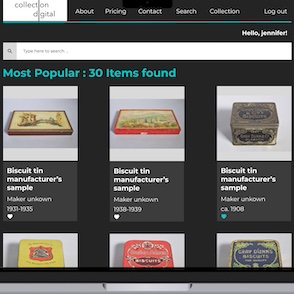 collection
digital
About Pricing Contact Search Collection Log out
Hello, jennifer!
Type here to search...
Most Popular : 30 Items found
Biscuit tin
manufacturer's
sample
Maker unkown
1931-1935
Biscuit tin
manufacturer's
sample
Maker unkown
1938-1939
Biscuit tin
manufacturer's
sample
Maker unkown
ca. 1908
BISCUITS
GRAY DUNN'S
BISCUITS